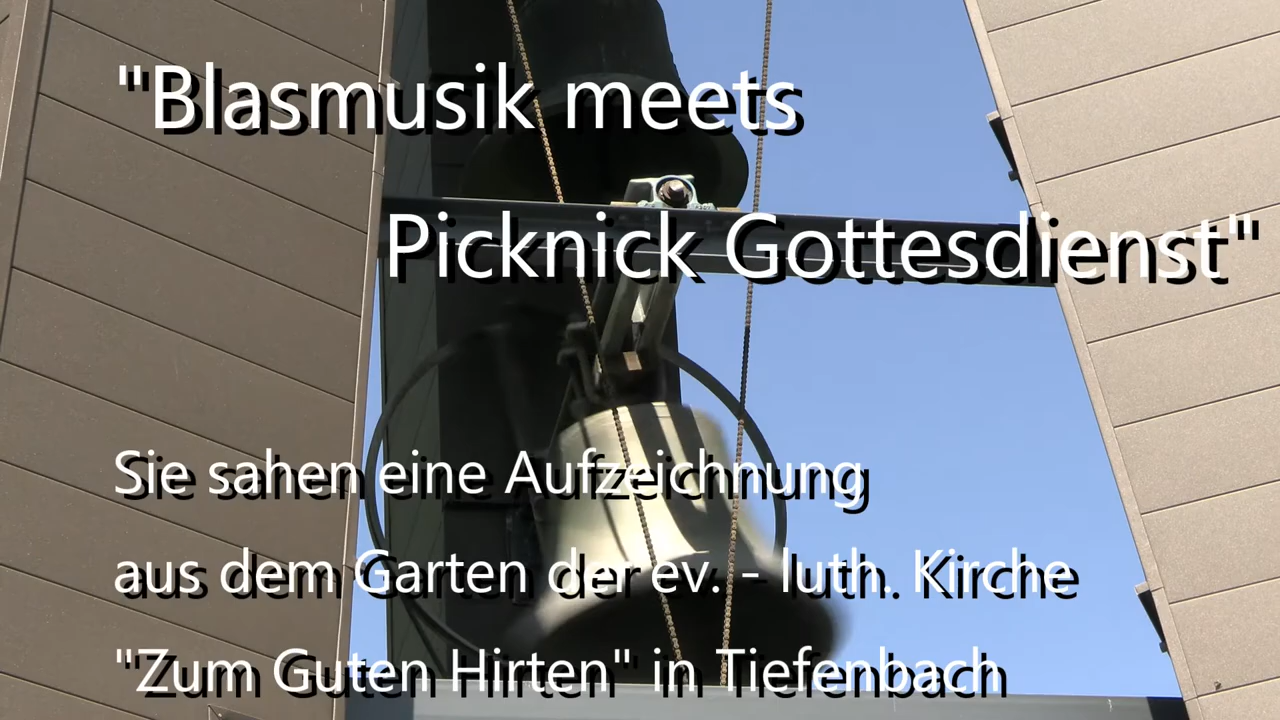 "Blasmusik meets
Picknick Gottesdienst"
Sie sahen eine Aufzeichnung
aus dem Garten der ev. - luth. Kirche
"Zum Guten Hirten" in Tiefenbach